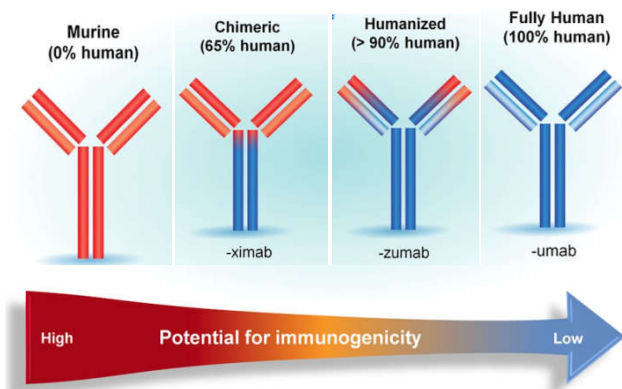 Murine
(0% human)
Chimeric
(65% human)
Humanized
(> 90% human)
Fully Human
(100% human)
-ximab
-zumab
-umab
High
Potential for immunogenicity
Low